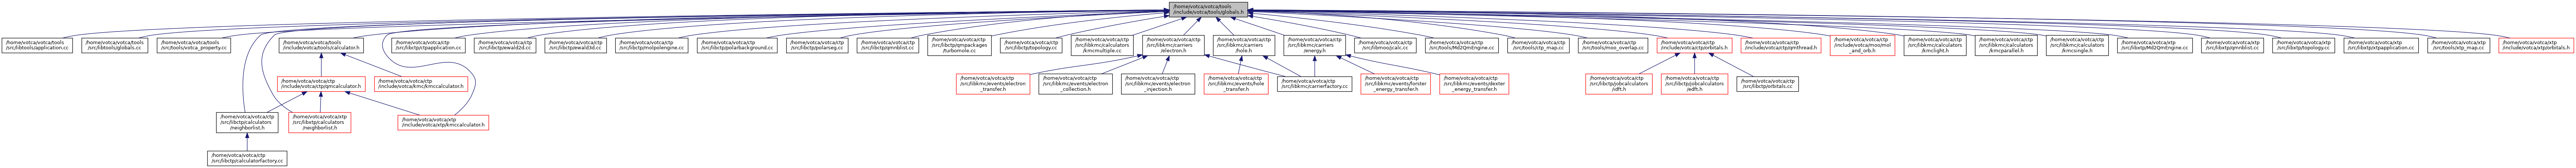 /home/votca/votca/tools
/include/votca/tools/globals.h
/home/votca/votca/tools
/src/libtools/application.cc
/home/votca/votca/tools
/src/libtools/globals.cc
/home/votca/votca/tools
/src/tools/votca_property.cc
/home/votca/votca/tools
/include/votca/tools/calculator.h
/home/votca/votca/ctp
/src/libctp/ctpapplication.cc
/home/votca/votca/ctp
/src/libctp/ewald2d.cc
/home/votca/votca/ctp
/src/libctp/pewald3d.cc
/home/votca/votca/ctp
/src/libctp/molpolengine.cc
/home/votca/votca/ctp
/src/libctp/polarbackground.cc
/home/votca/votca/ctp
/src/libctp/polarseg.cc
/home/votca/votca/ctp
/src/libctp/qmnblist.cc
/home/votca/votca/ctp
/src/libctp/qmpackages
/turbomole.cc
/home/votca/votca/ctp
/src/libctp/topology.cc
/home/votca/votca/ctp
/src/libkmc/calculators
/kmcmultiple.cc
/home/votca/votca/ctp
/src/libkmc/carriers
/electron.h
/home/votca/votca/ctp
/src/libkmc/carriers
/hole.h
/home/votca/votca/ctp
/src/libkmc/carriers
/energy.h
/home/votca/votca/ctp
/src/libmoo/jcalc.cc
/home/votca/votca/ctp
/src/tools/Md2QmEngine.cc
/home/votca/votca/ctp
/src/tools/ctp_map.cc
/home/votca/votca/ctp
/src/tools/moo_overlap.cc
/home/votca/votca/ctp
/include/votca/ctp/orbitals.h
/home/votca/votca/ctp
/include/votca/ctp/qmthread.h
/home/votca/votca/ctp
/include/votca/moo/mol
_and_orb.h
/home/votca/votca/ctp
/src/libkmc/calculators
/kmclight.h
/home/votca/votca/ctp
/src/libkmc/calculators
/kmcparallel.h
/home/votca/votca/ctp
/src/libkmc/calculators
/kmcsingle.h
/home/votca/votca/xtp
/src/libxtp/Md2QmEngine.cc
/home/votca/votca/xtp
/src/libxtp/qmnblist.cc
/home/votca/votca/xtp
/src/libxtp/topology.cc
/home/votca/votca/xtp
/src/libxtp/xtpapplication.cc
/home/votca/votca/xtp
/src/tools/xtp_map.cc
/home/votca/votca/xtp
/include/votca/xtp/orbitals.h
/home/votca/votca/ctp
/include/votca/ctp/qmcalculator.h
/home/votca/votca/ctp
/include/votca/kmc/kmccalculator.h
/home/votca/votca/ctp
/src/libkmc/events/electron
_transfer.h
/home/votca/votca/ctp
/src/libkmc/events/electron
_collection.h
/home/votca/votca/ctp
/src/libkmc/events/electron
_injection.h
/home/votca/votca/ctp
/src/libkmc/events/hole
_transfer.h
/home/votca/votca/ctp
/src/libkmc/carrierfactory.cc
/home/votca/votca/ctp
/src/libkmc/events/forster
_energy_transfer.h
/home/votca/votca/ctp
/src/libkmc/events/dexter
_energy_transfer.h
/home/votca/votca/ctp
/src/libctp/jobcalculators
/idft.h
/home/votca/votca/ctp
/src/libctp/jobcalculators
/edft.h
/home/votca/votca/ctp
/src/libctp/orbitals.cc
/home/votca/votca/ctp
/src/libctp/calculators
/neighborlist.h
/home/votca/votca/xtp
/src/libxtp/calculators
/neighborlist.h
/home/votca/votca/xtp
/include/votca/xtp/kmccalculator.h
/home/votca/votca/ctp
/src/libctp/calculatorfactory.cc